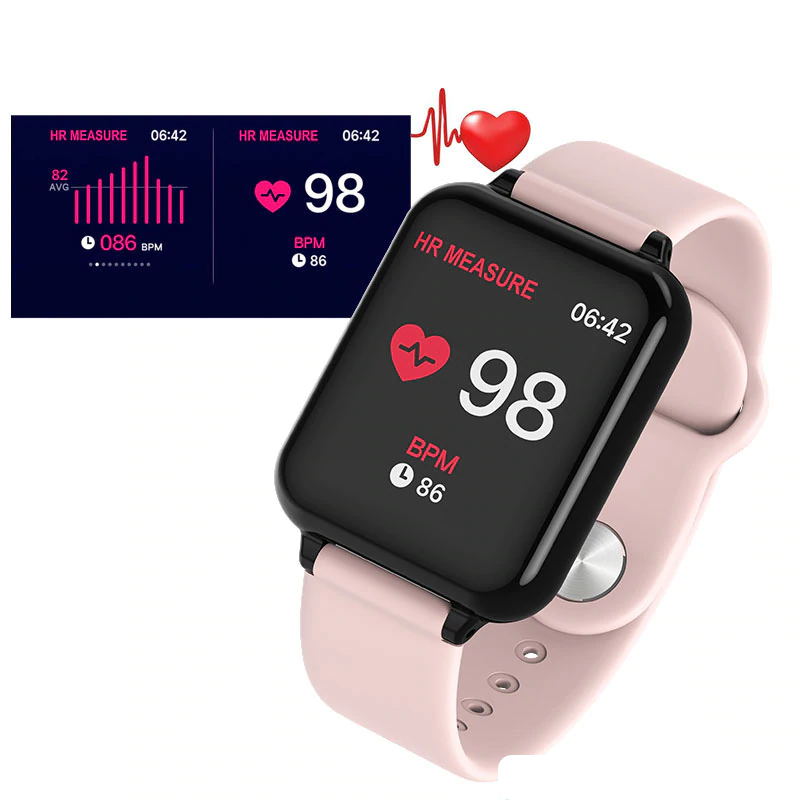 HR MEASURE 06:42
82
AVG
086 BPM
HR MEASURE 06:42
98
BPM
86
HR MEASURE
06:42
98
BPM
86